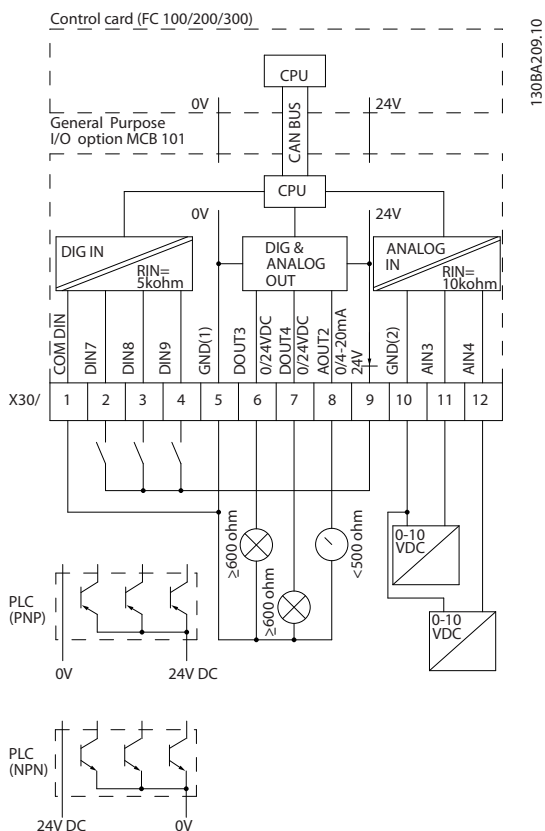 Control card (FC 100/200/300)
130BA209.10
CPU
0V
24V
General Purpose
I/O option MCB 101
CAN BUS
CPU
0V
24V
DIG IN
RIN=
5kohm
DIG &
ANALOG
OUT
ANALOG
IN
RIN=
10kohm
COM DIN
DIN7
DIN8
DIN9
GND(1)
DOUT3
0/24VDC
DOUT4
0/24VDC
AOUT2
0/4-20mA
24V
GND(2)
AIN3
AIN4
X30/
1
2
3
4
5
6
7
8
9
10
11
12
≥600 ohm
≥600 ohm
<500 ohm
0-10
VDC
0-10
VDC
PLC
(PNP)
0V
24V DC
PLC
(NPN)
24V DC
0V